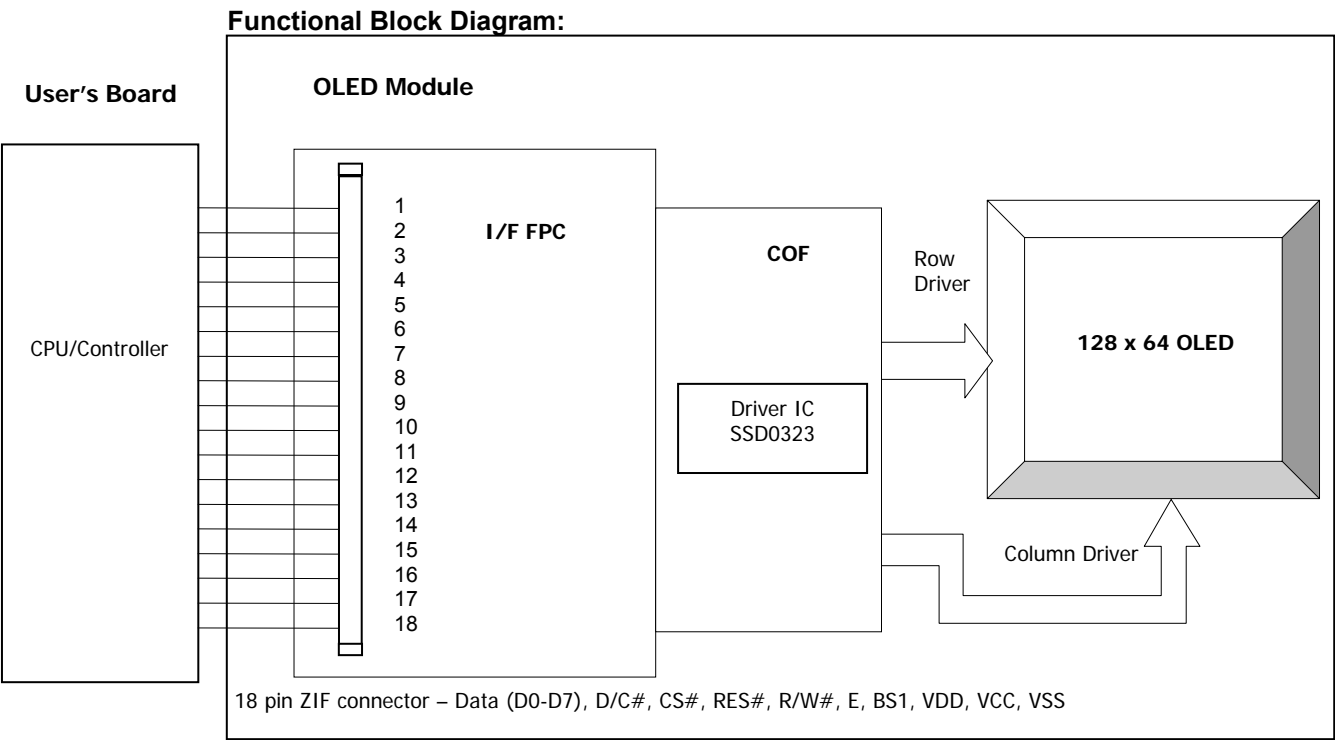 Functional Block Diagram:
User's Board
OLED Module
CPU/Controller
1
2
3
4
5
6
7
8
9
10
11
12
13
14
15
16
17
18
I/F FPC
COF
Driver IC
SSD0323
Row
Driver
128 x 64 OLED
Column Driver
18 pin ZIF connector – Data (D0-D7), D/C#, CS#, RES#, R/W#, E, BS1, VDD, VCC, VSS